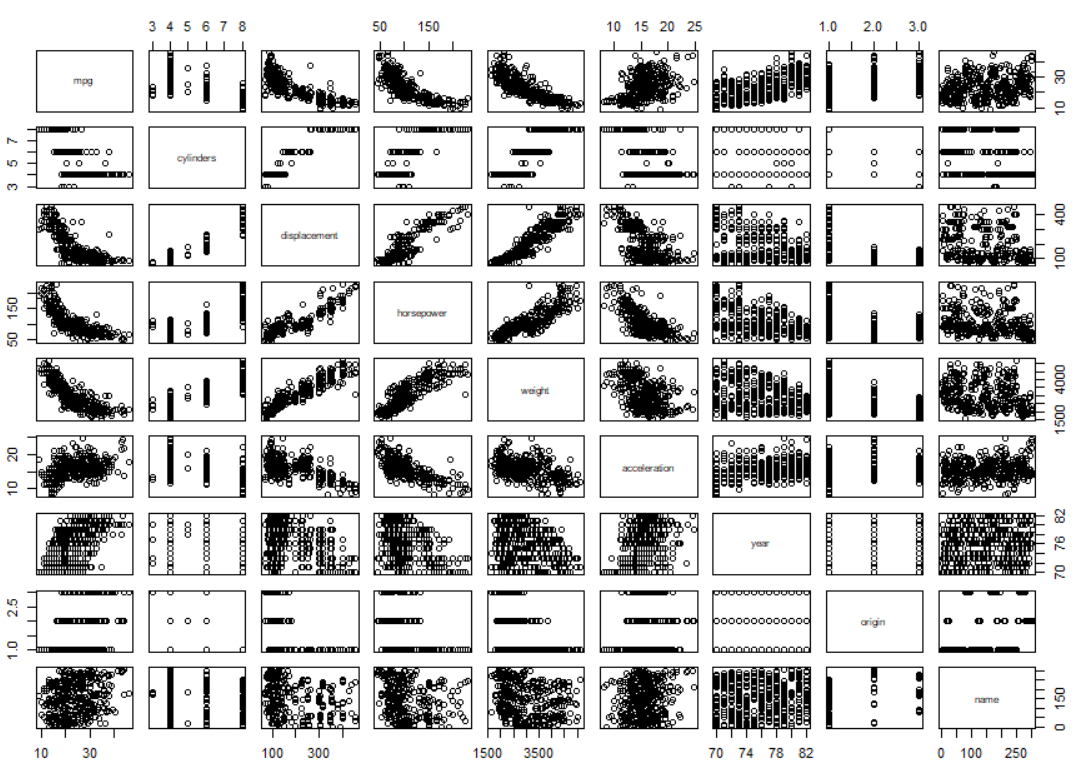 3 4 5 6 7 8 50 150 10 15 20 25 1.0 2.0 3.0
mpg 10 30
3 5 7 cylinders
displacement 100 400
50 150 horsepower
weight 1500 4000
10 20 acceleration
year 70 76 82
1.0 2.5 origin
name 0 150
10 30 100 300 1500 3500 70 74 78 82 0 100 250